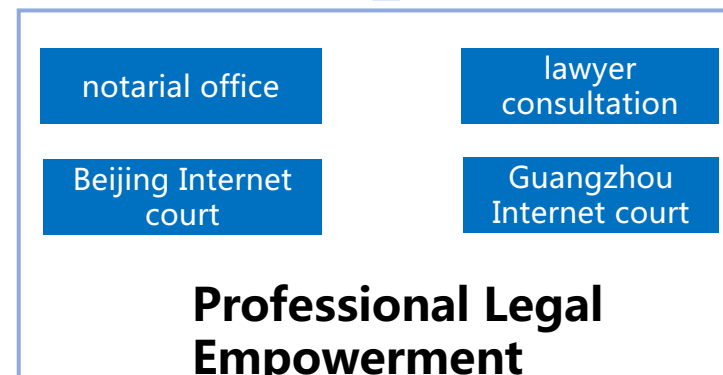 notarial office
lawyer
consultation
Beijing Internet
court
Guangzhou
Internet court
Professional Legal
Empowerment